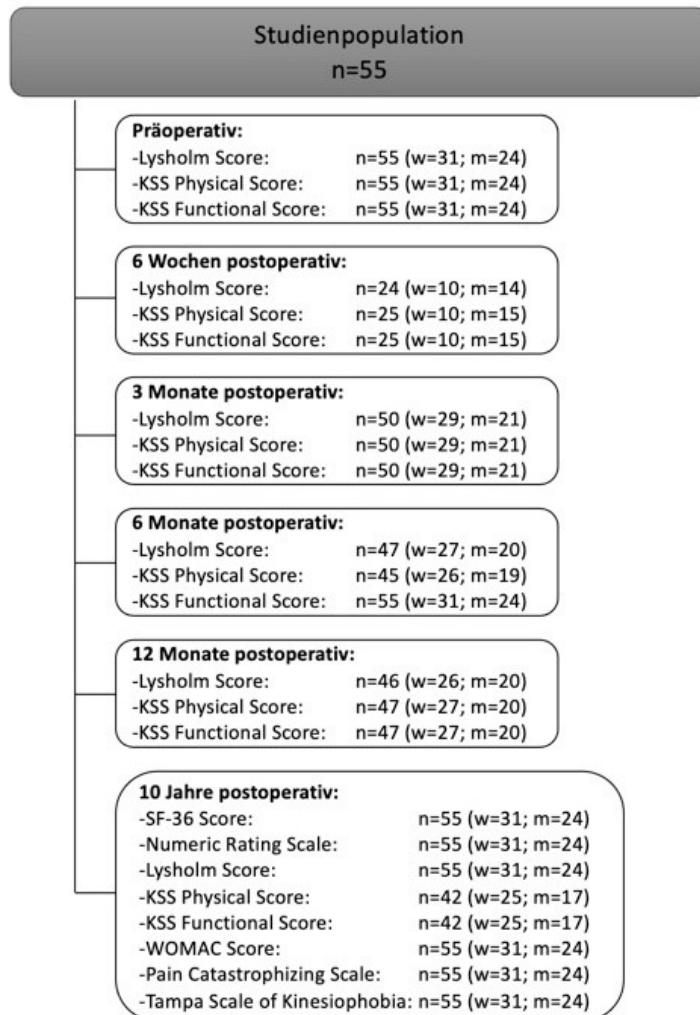 Studienpopulation
n=55
Präoperativ:
-Lysholm Score: n=55 (w=31; m=24)
-KSS Physical Score: n=55 (w=31; m=24)
-KSS Functional Score: n=55 (w=31; m=24)
6 Wochen postoperativ:
-Lysholm Score: n=24 (w=10; m=14)
-KSS Physical Score: n=25 (w=10; m=15)
-KSS Functional Score: n=25 (w=10; m=15)
3 Monate postoperativ:
-Lysholm Score: n=50 (w=29; m=21)
-KSS Physical Score: n=50 (w=29; m=21)
-KSS Functional Score: n=50 (w=29; m=21)
6 Monate postoperativ:
-Lysholm Score: n=47 (w=27; m=20)
-KSS Physical Score: n=45 (w=26; m=19)
-KSS Functional Score: n=55 (w=31; m=24)
12 Monate postoperativ:
-Lysholm Score: n=46 (w=26; m=20)
-KSS Physical Score: n=47 (w=27; m=20)
-KSS Functional Score: n=47 (w=27; m=20)
10 Jahre postoperativ:
-SF-36 Score: n=55 (w=31; m=24)
-Numeric Rating Scale: n=55 (w=31; m=24)
-Lysholm Score: n=55 (w=31; m=24)
-KSS Physical Score: n=42 (w=25; m=17)
-KSS Functional Score: n=42 (w=25; m=17)
-WOMAC Score: n=55 (w=31; m=24)
-Pain Catastrophizing Scale: n=55 (w=31; m=24)
-Tampa Scale of Kinesiophobia: n=55 (w=31; m=24)